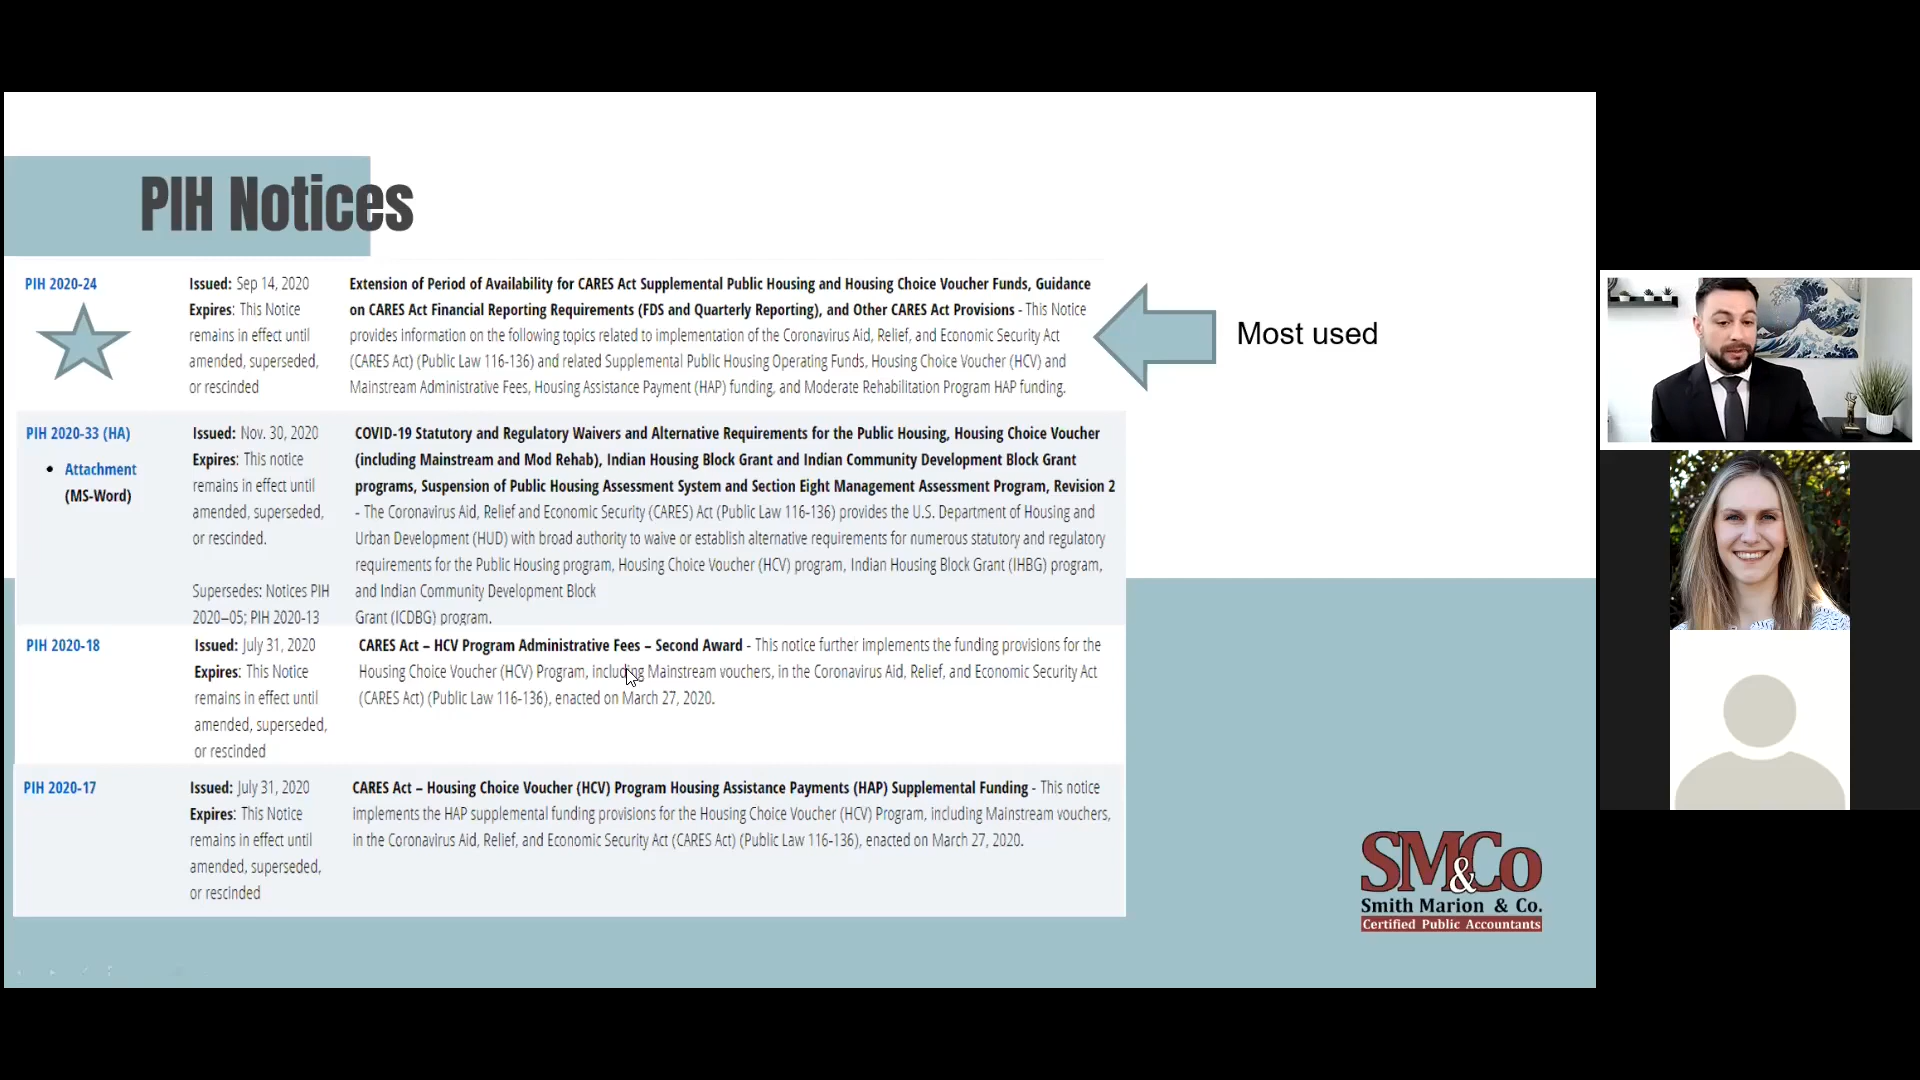 PIH Notices
PIH 2020-24
Issued: Sep 14, 2020
Expires: This Notice
remains in effect until
amended, superseded,
or rescinded
Extension of Period of Availability for CARES Act Supplemental Public Housing and Housing Choice Voucher Funds, Guidance
on CARES Act Financial Reporting Requirements (FDS and Quarterly Reporting), and Other CARES Act Provisions - This Notice
provides information on the following topics related to implementation of the Coronavirus Aid, Relief, and Economic Security Act
(CARES Act) (Public Law 116-136) and related Supplemental Public Housing Operating Funds, Housing Choice Voucher (HCV) and
Mainstream Administrative Fees, Housing Assistance Payment (HAP) funding, and Moderate Rehabilitation Program HAP funding.
Most used
PIH 2020-33 (HA)
• Attachment
(MS-Word)
Issued: Nov. 30, 2020
Expires: This notice
remains in effect until
amended, superseded,
or rescinded.
Supersedes: Notices PIH
2020–05; PIH 2020-13
COVID-19 Statutory and Regulatory Waivers and Alternative Requirements for the Public Housing, Housing Choice Voucher
(including Mainstream and Mod Rehab), Indian Housing Block Grant and Indian Community Development Block Grant
programs, Suspension of Public Housing Assessment System and Section Eight Management Assessment Program, Revision 2
- The Coronavirus Aid, Relief and Economic Security (CARES) Act (Public Law 116-136) provides the U.S. Department of Housing and
Urban Development (HUD) with broad authority to waive or establish alternative requirements for numerous statutory and regulatory
requirements for the Public Housing program, Housing Choice Voucher (HCV) program, Indian Housing Block Grant (IHBG) program,
and Indian Community Development Block
Grant (ICDBG) program.
PIH 2020-18
Issued: July 31, 2020
Expires: This Notice
remains in effect until
amended, superseded,
or rescinded
CARES Act – HCV Program Administrative Fees – Second Award - This notice further implements the funding provisions for the
Housing Choice Voucher (HCV) Program, including Mainstream vouchers, in the Coronavirus Aid, Relief, and Economic Security Act
(CARES Act) (Public Law 116-136), enacted on March 27, 2020.
PIH 2020-17
Issued: July 31, 2020
Expires: This Notice
remains in effect until
amended, superseded,
or rescinded
CARES Act – Housing Choice Voucher (HCV) Program Housing Assistance Payments (HAP) Supplemental Funding - This notice
implements the HAP supplemental funding provisions for the Housing Choice Voucher (HCV) Program, including Mainstream vouchers,
in the Coronavirus Aid, Relief, and Economic Security Act (CARES Act) (Public Law 116-136), enacted on March 27, 2020.
SM&Co
Smith Marion & Co.
Certified Public Accountants